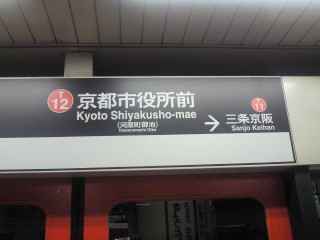 T
12
京都市役所前
Kyoto Shiyakusho-mae
(河原町御池)
Kawaramachi Oike
→
T
11
三条京阪
Sanjo Keihan